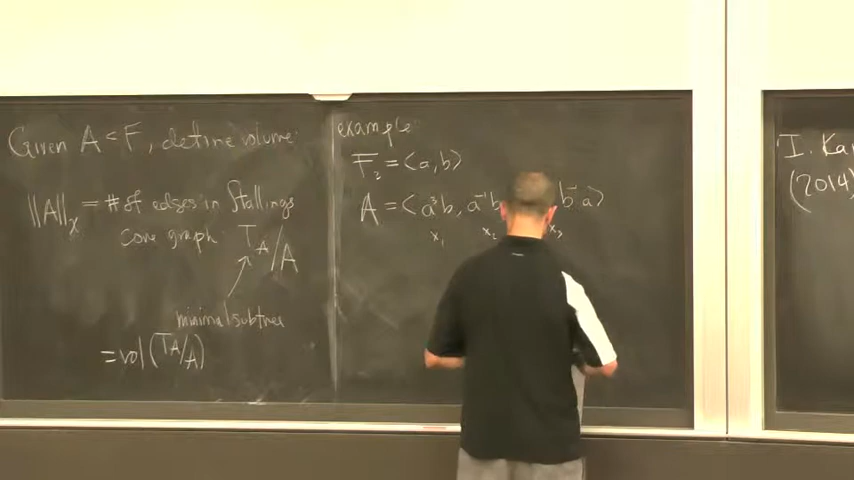 Given A < F, define volume:
||A||_X = # of edges in Stallings
core graph: T_A/A
minimal subtree
= vol(T_A/A)
example:
F_2 = <a, b>
A = <a^3b, a^-1b b^-1a>
x_1 x_2 x_3
I.
(2014)